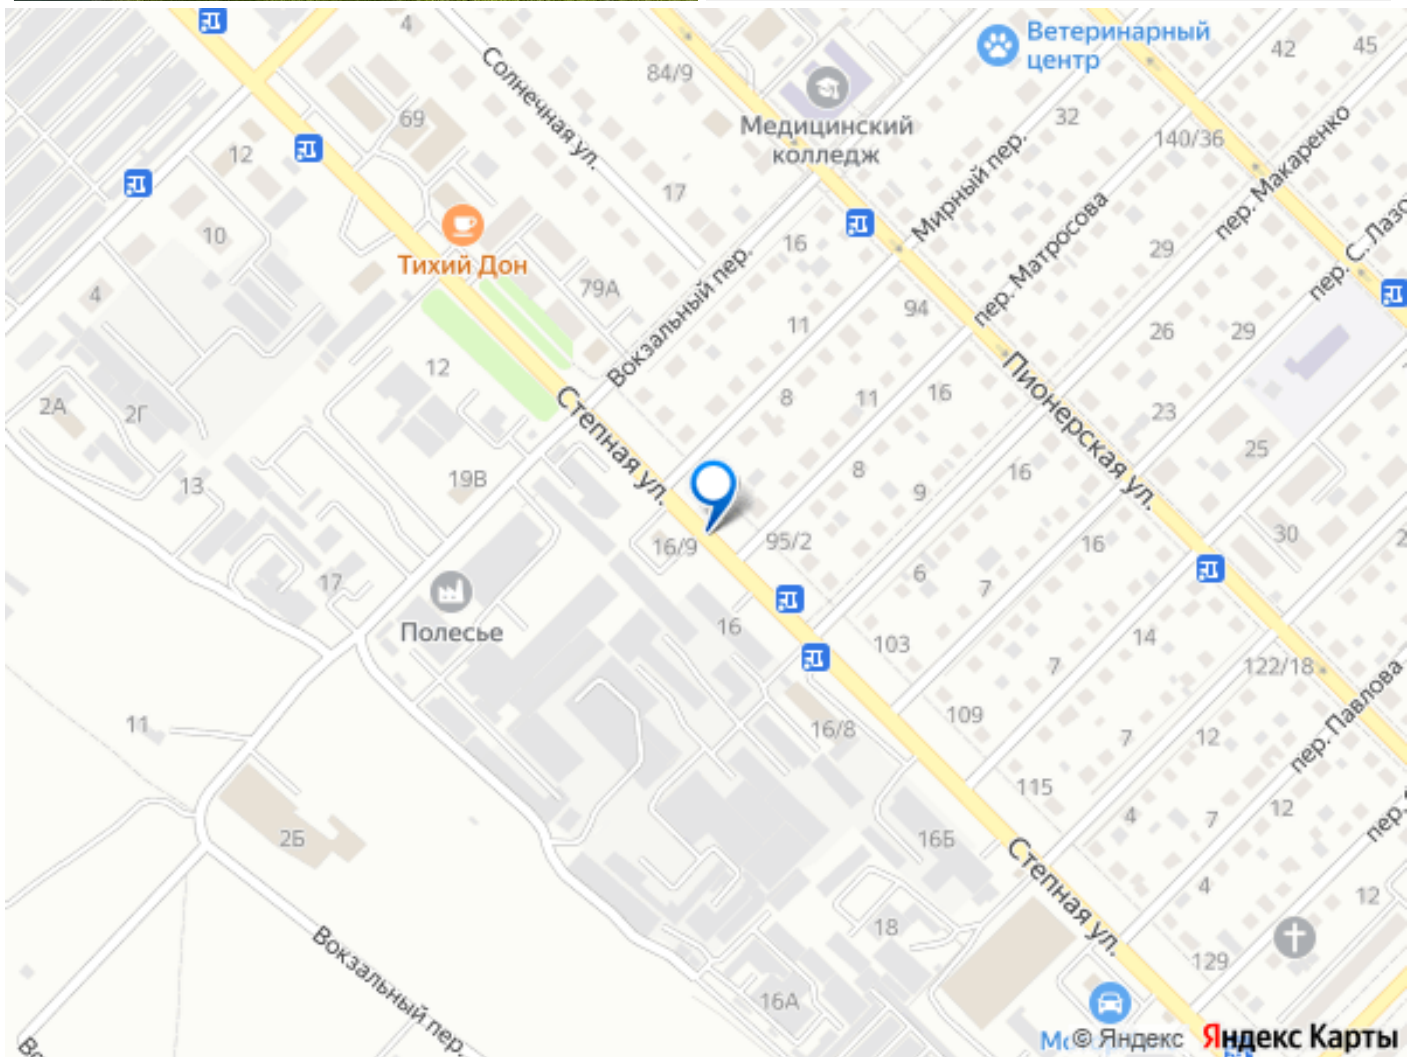 4
Солнечная ул.
84/9
Ветеринарный
центр
42
45
Медицинский
колледж
69
32
140/36
12
Мирный пер.
пер. Макаренко
17
10
Тихий Дон
16
пер. Матросова
29
пер. С. Лазо
4
79А
Вокзальный пер.
11
94
26
29
12
8
11
16
Пионерская ул.
23
2А
2Г
Степная ул.
25
13
19В
8
9
16
30
16/9
95/2
16
17
6
7
Полесье
16
103
14
7
122/18
11
16/8
109
7
12
пер. Павлова
115
2Б
16Б
4
7
12
пер.
Степная ул.
4
12
18
Вокзальный пер.
129
16А
© Яндекс
Яндекс Карты